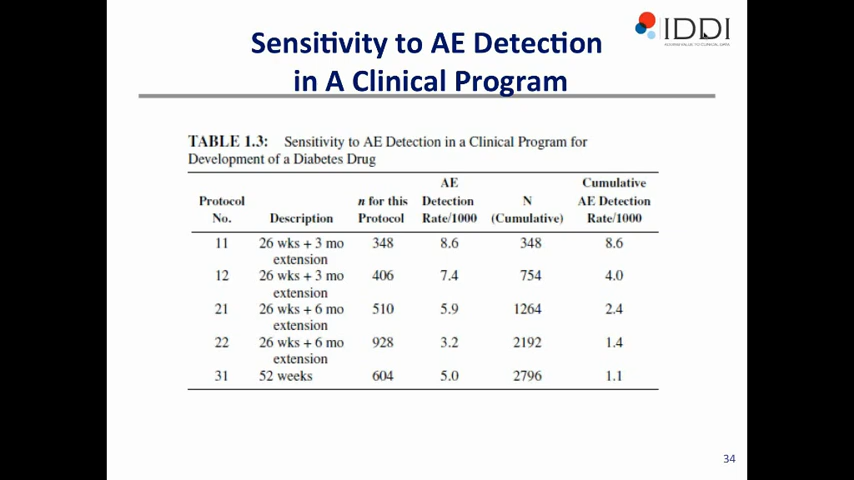 Sensitivity to AE Detection
in A Clinical Program
IDDI
TABLE 1.3: Sensitivity to AE Detection in a Clinical Program for
Development of a Diabetes Drug
AE Cumulative
Protocol n for this Detection N AE Detection
No. Description Protocol Rate/1000 (Cumulative) Rate/1000
11 26 wks + 3 mo 348 8.6 348 8.6
extension
12 26 wks + 3 mo 406 7.4 754 4.0
extension
21 26 wks + 6 mo 510 5.9 1264 2.4
extension
22 26 wks + 6 mo 928 3.2 2192 1.4
extension
31 52 weeks 604 5.0 2796 1.1
34